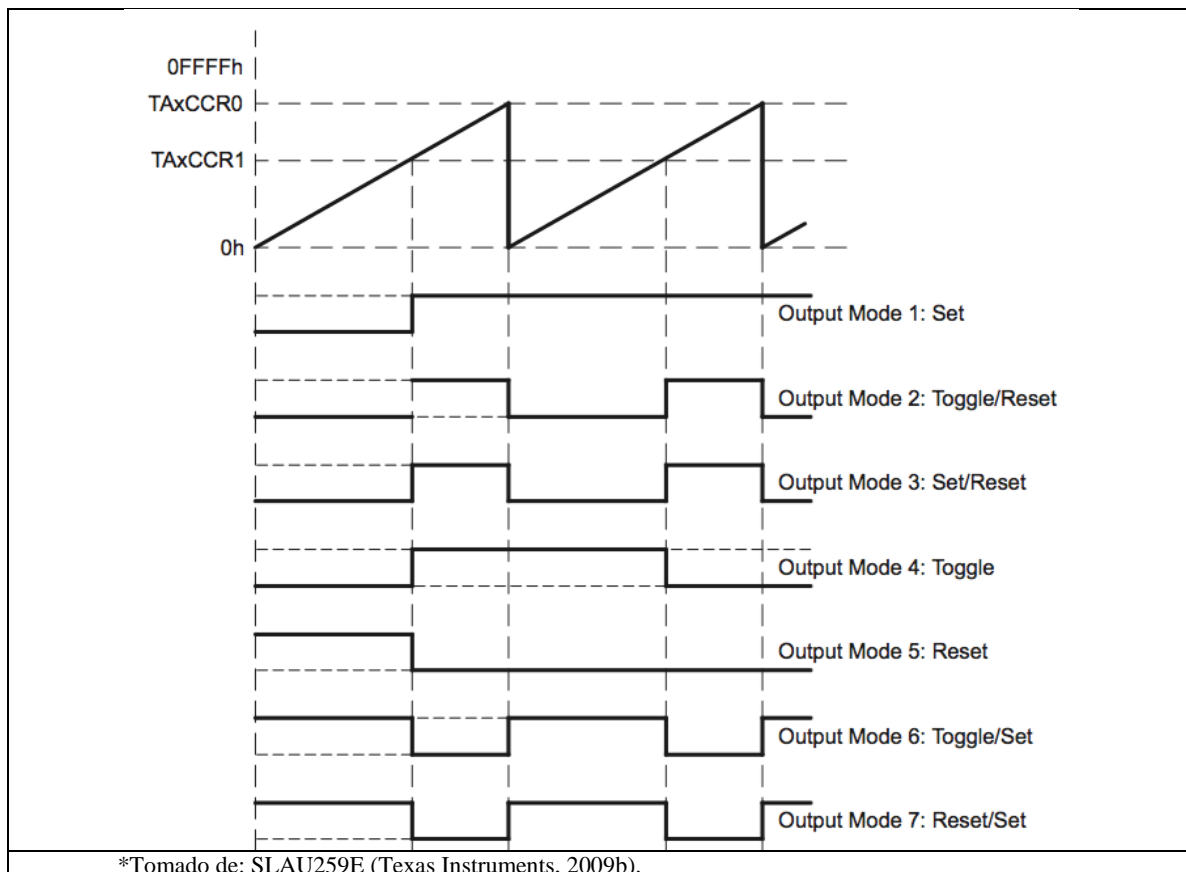 0FFFFh
TAxCCR0
TAxCCR1
0h
Output Mode 1: Set
Output Mode 2: Toggle/Reset
Output Mode 3: Set/Reset
Output Mode 4: Toggle
Output Mode 5: Reset
Output Mode 6: Toggle/Set
Output Mode 7: Reset/Set
*Tomado de: SLAU259E (Texas Instruments, 2009b).